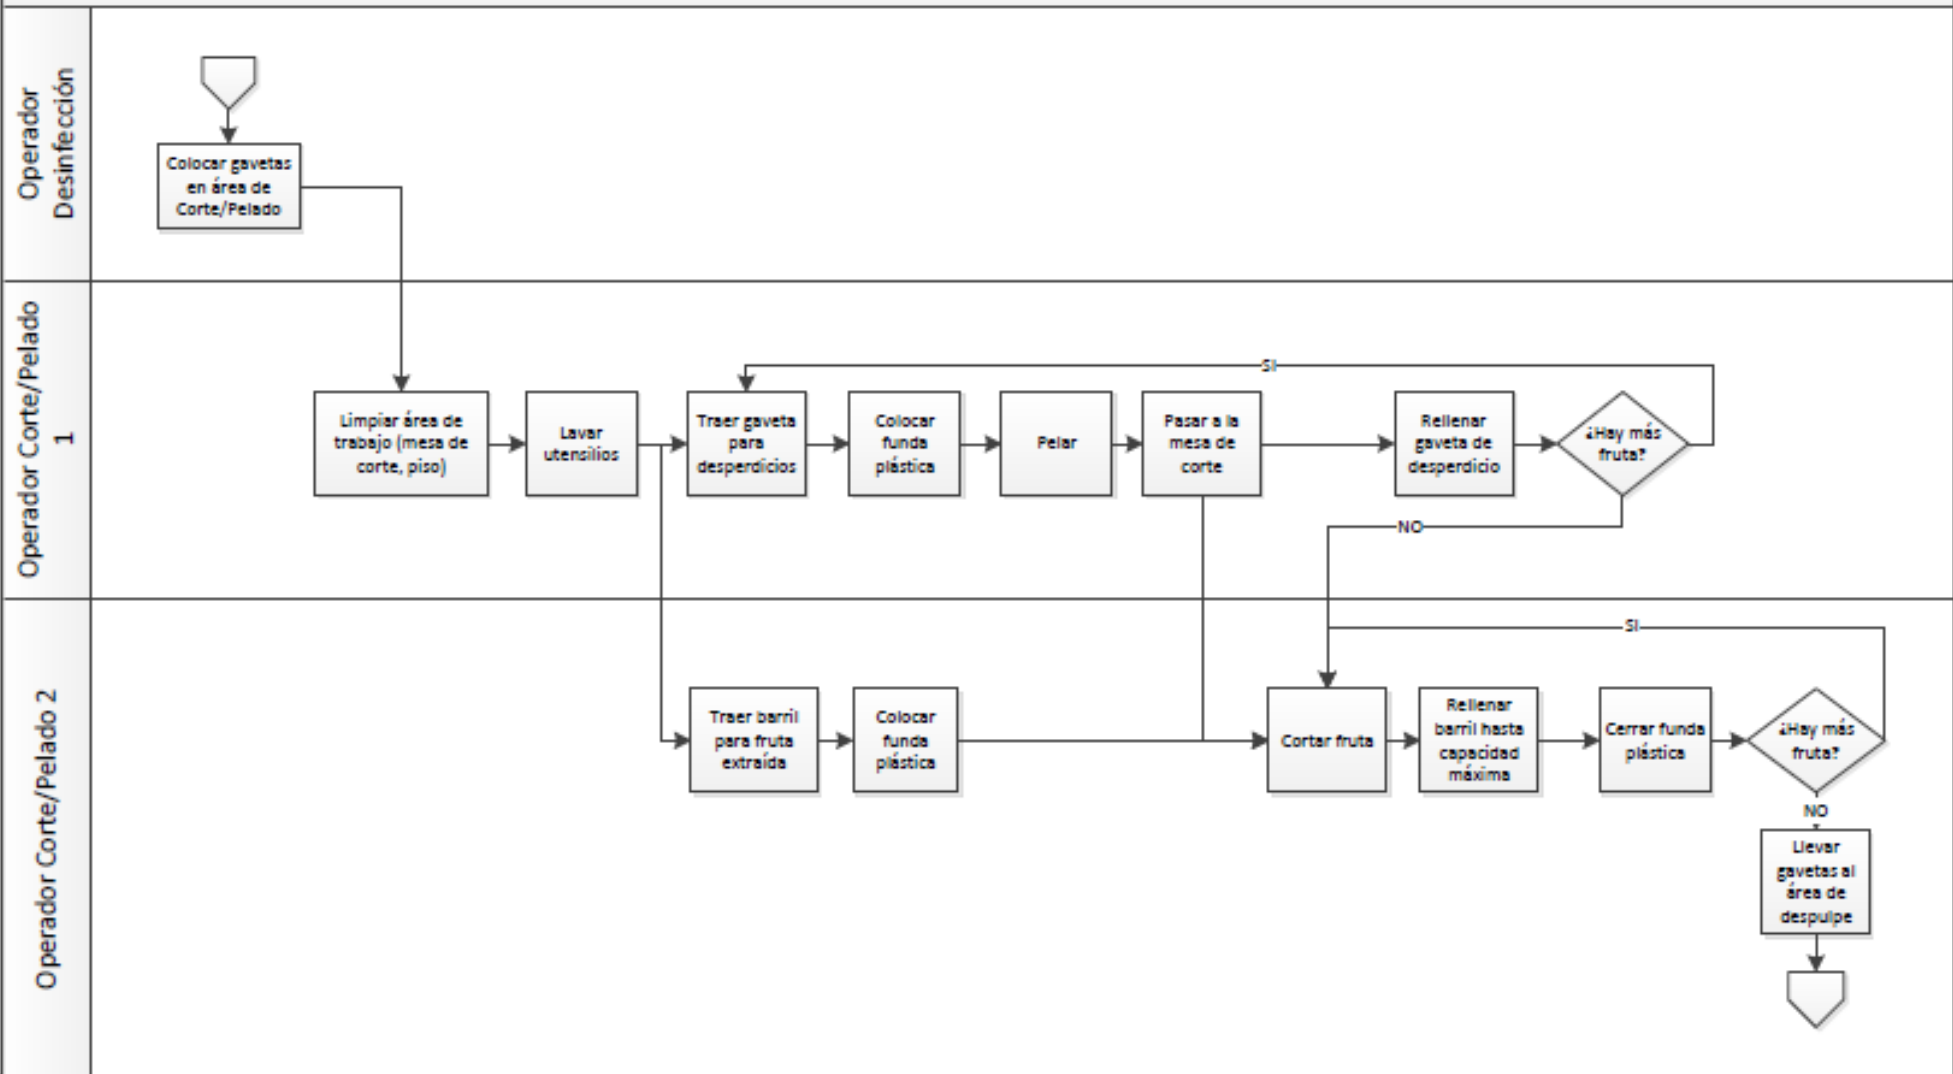 Operador
Desinfección
Colocar gavetas
en área de
Corte/Pelado
Operador Corte/Pelado
1
SI
Limpiar área de
trabajo (mesa de
corte, piso)
Lavar
utensilios
Traer gaveta
para
desperdicios
Colocar
funda
plástica
Pelar
Pasar a la
mesa de
corte
Rellenar
gaveta de
desperdicio
¿Hay más
fruta?
NO
Operador Corte/Pelado 2
SI
Traer barril
para fruta
extraída
Colocar
funda
plástica
Cortar fruta
Rellenar
barril hasta
capacidad
máxima
Cerrar funda
plástica
¿Hay más
fruta?
NO
Llevar
gavetas al
área de
despulpe